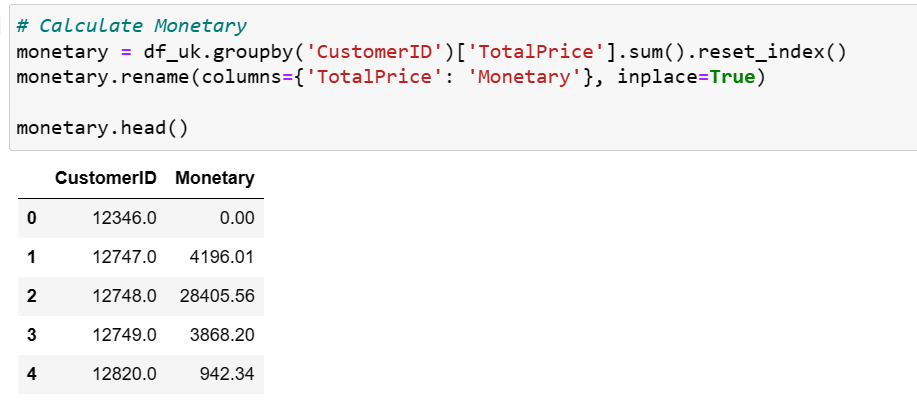 # Calculate Monetary
monetary = df_uk.groupby('CustomerID')['TotalPrice'].sum().reset_index()
monetary.rename(columns={'TotalPrice': 'Monetary'}, inplace=True)
monetary.head()
CustomerID Monetary
0 12346.0 0.00
1 12747.0 4196.01
2 12748.0 28405.56
3 12749.0 3868.20
4 12820.0 942.34